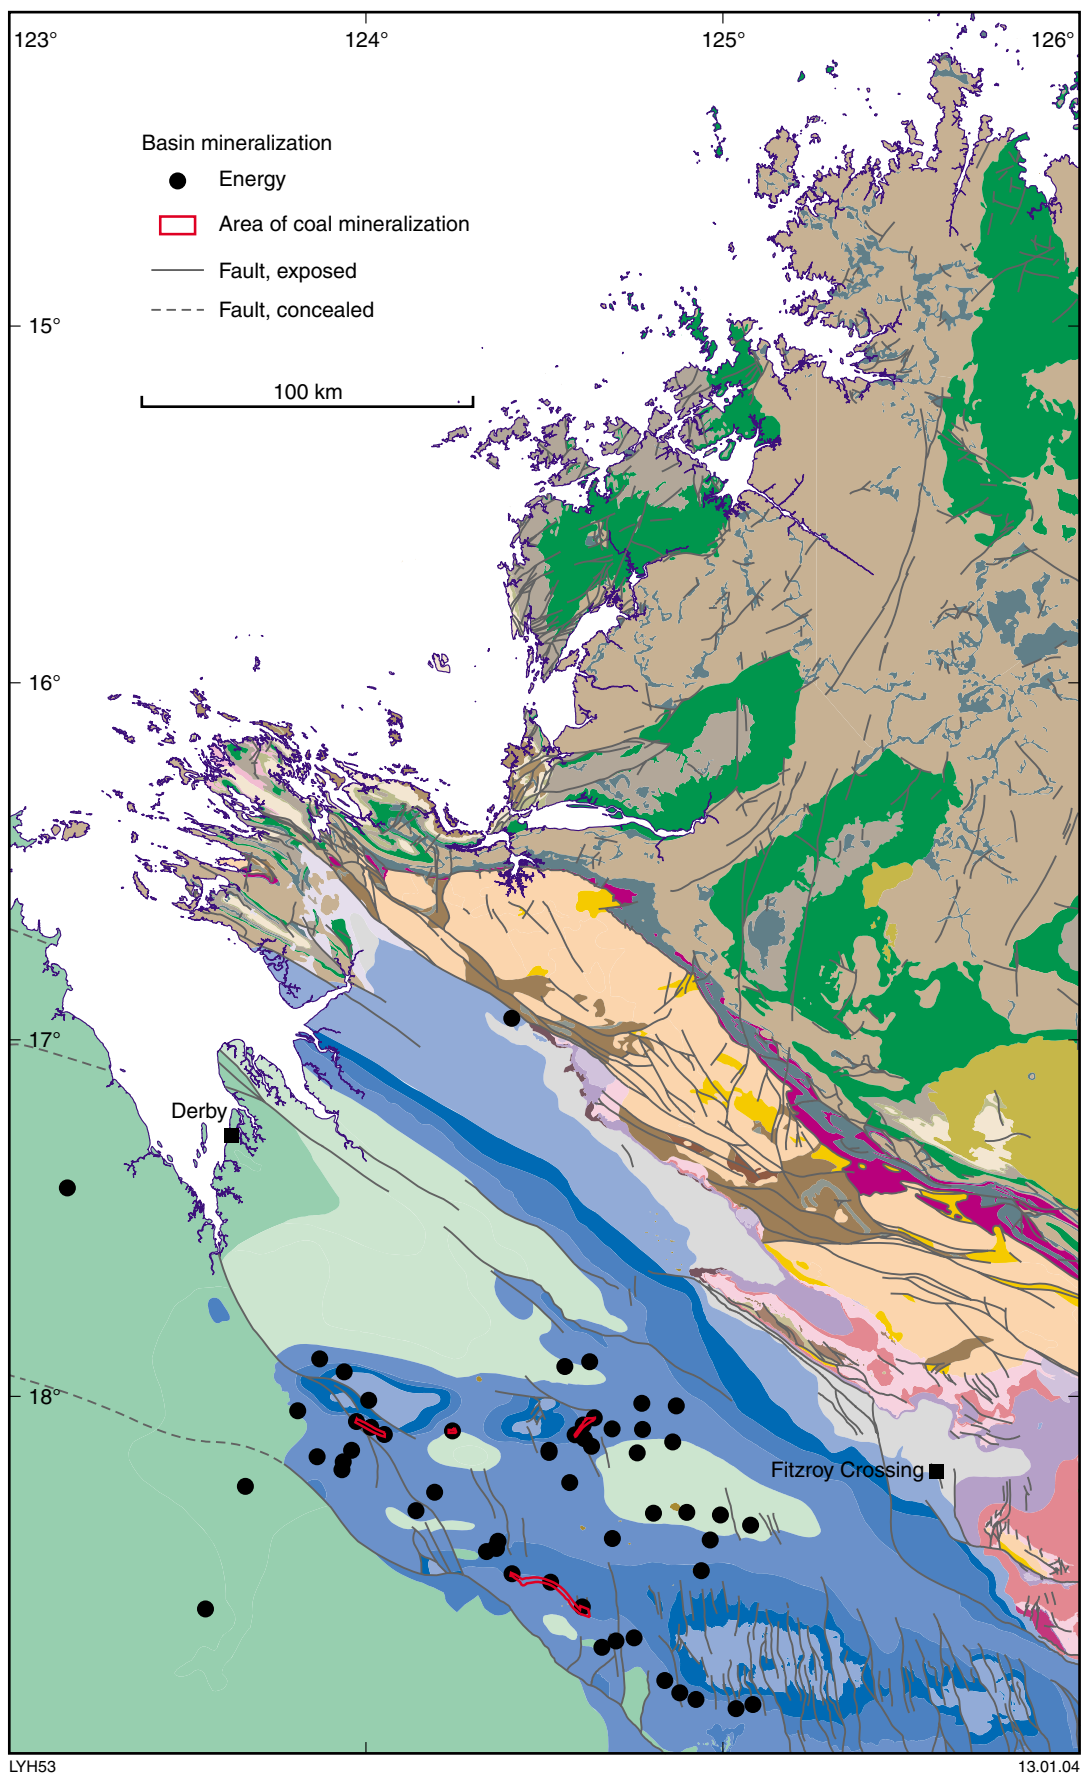 123°
124°
125°
126°
Basin mineralization
Energy
Area of coal mineralization
Fault, exposed
Fault, concealed
15°
100 km
16°
17°
Derby
18°
Fitzroy Crossing
LYH53
13.01.04